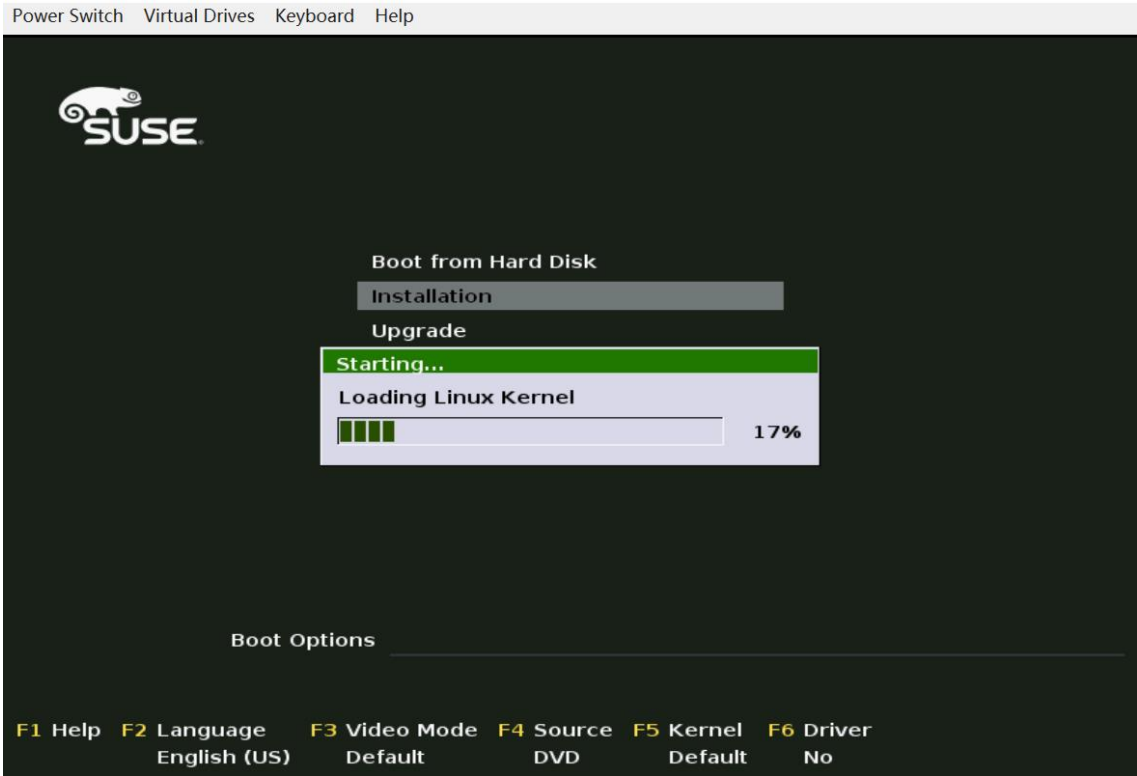 Power Switch Virtual Drives Keyboard Help
SUSE
Boot from Hard Disk
Installation
Upgrade
Starting...
Loading Linux Kernel
17%
Boot Options
F1 Help F2 Language F3 Video Mode F4 Source F5 Kernel F6 Driver
English (US) Default DVD Default No